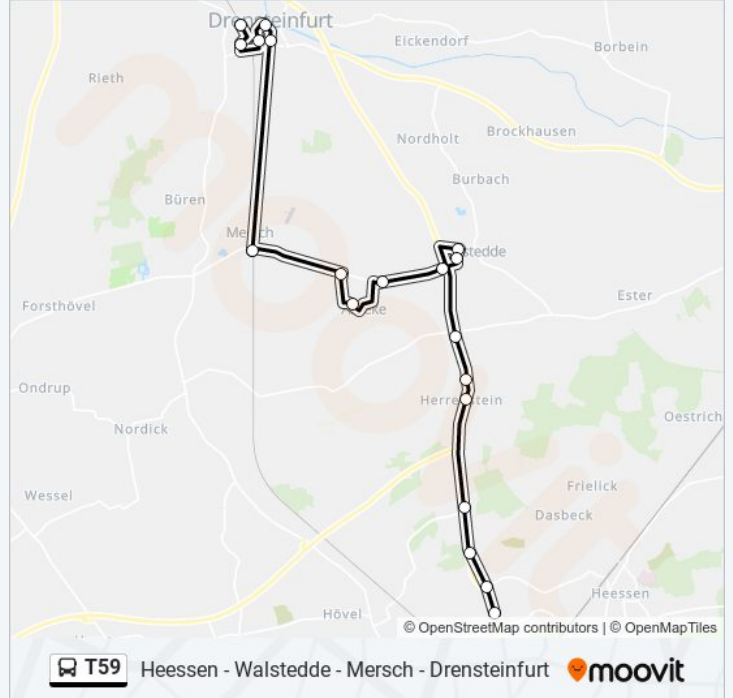 Drensteinfurt
Eickendorf
Borbein
Rieth
Nordholt
Brockhausen
Burbach
Büren
Forsthövel
Ester
Ondrup
Herrenstein
Oestrich
Nordick
Wessel
Frielick
Dasbeck
Heessen
Hövel
© OpenStreetMap contributors | © OpenMapTiles
T59 Heessen - Walstedde - Mersch - Drensteinfurt moovit